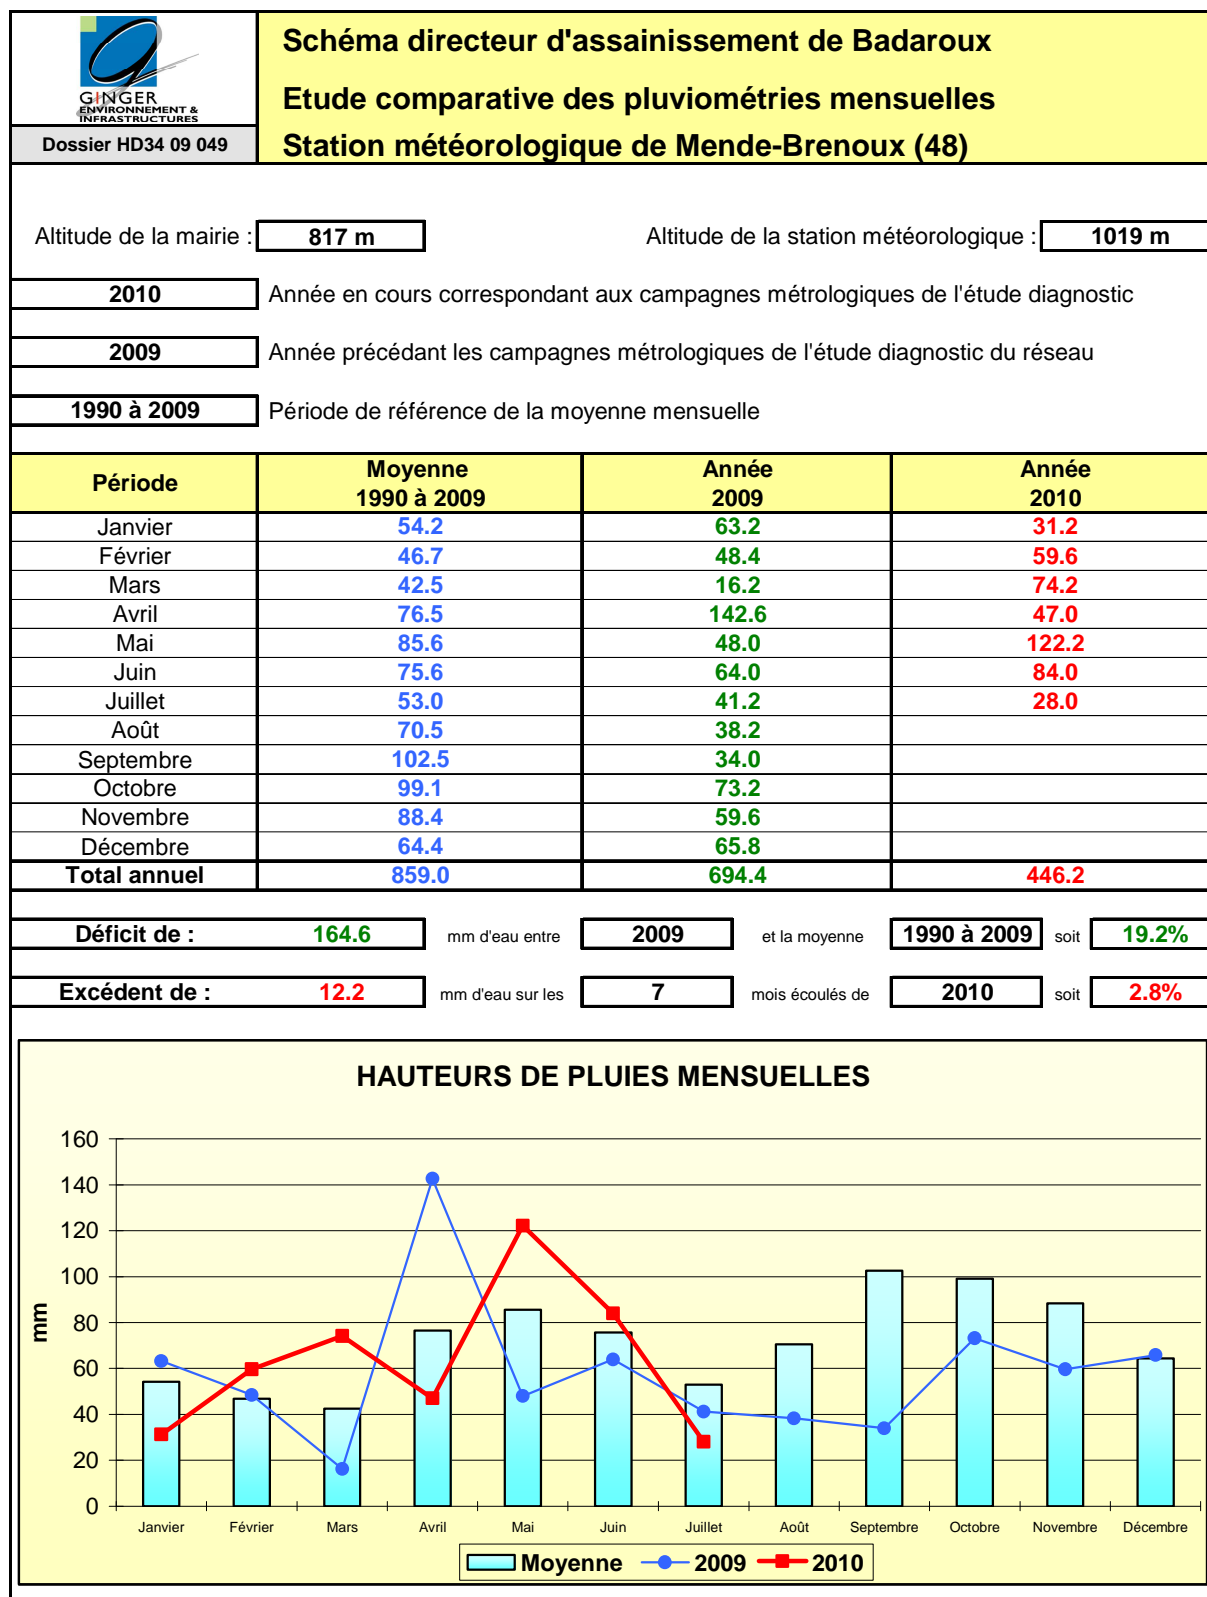 GINGER
ENVIRONNEMENT &
INFRASTRUCTURES
Dossier HD34 09 049
Schéma directeur d'assainissement de Badaroux
Etude comparative des pluviométries mensuelles
Station météorologique de Mende-Brenoux (48)
Altitude de la mairie : 817 m Altitude de la station météorologique : 1019 m
2010 Année en cours correspondant aux campagnes métrologiques de l'étude diagnostic
2009 Année précédant les campagnes métrologiques de l'étude diagnostic du réseau
1990 à 2009 Période de référence de la moyenne mensuelle
Période Moyenne 1990 à 2009 Année 2009 Année 2010
Janvier 54.2 63.2 31.2
Février 46.7 48.4 59.6
Mars 42.5 16.2 74.2
Avril 76.5 142.6 47.0
Mai 85.6 48.0 122.2
Juin 75.6 64.0 84.0
Juillet 53.0 41.2 28.0
Août 70.5 38.2
Septembre 102.5 34.0
Octobre 99.1 73.2
Novembre 88.4 59.6
Décembre 64.4 65.8
Total annuel 859.0 694.4 446.2
Déficit de : 164.6 mm d'eau entre 2009 et la moyenne 1990 à 2009 soit 19.2%
Excédent de : 12.2 mm d'eau sur les 7 mois écoulés de 2010 soit 2.8%
HAUTEURS DE PLUIES MENSUELLES
mm
160
140
120
100
80
60
40
20
0
Janvier Février Mars Avril Mai Juin Juillet Août Septembre Octobre Novembre Décembre
Moyenne 2009 2010